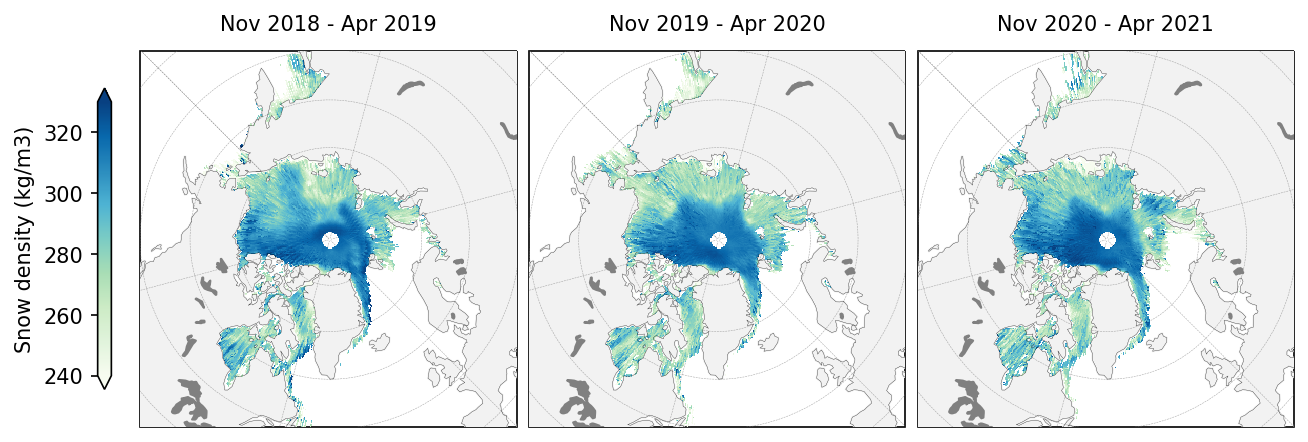 Nov 2018 - Apr 2019
Nov 2019 - Apr 2020
Nov 2020 - Apr 2021
Snow density (kg/m3)
320
300
280
260
240